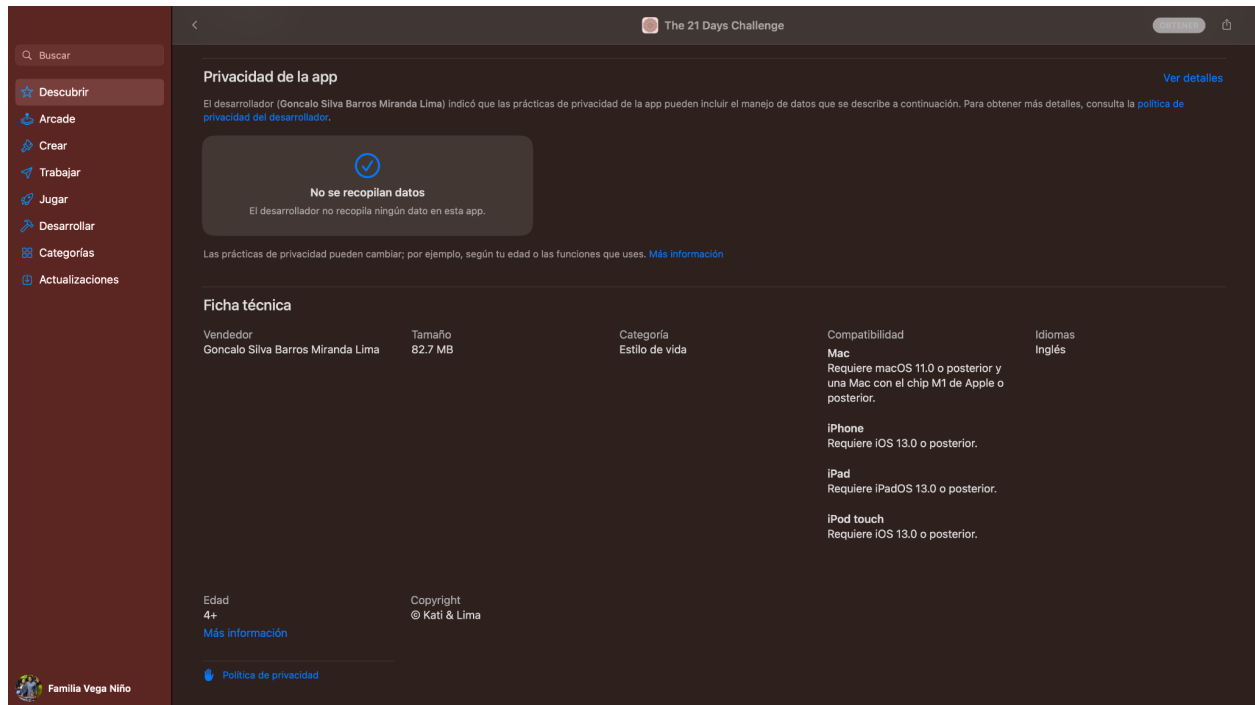 The 21 Days Challenge
OBTENER
Buscar
Descubrir
Arcade
Crear
Trabajar
Jugar
Desarrollar
Categorías
Actualizaciones
Familia Vega Niño
Privacidad de la app
Ver detalles
El desarrollador (Goncalo Silva Barros Miranda Lima) indicó que las prácticas de privacidad de la app pueden incluir el manejo de datos que se describe a continuación. Para obtener más detalles, consulta la política de
privacidad del desarrollador.
No se recopilan datos
El desarrollador no recopila ningún dato en esta app.
Las prácticas de privacidad pueden cambiar; por ejemplo, según tu edad o las funciones que uses. Más información
Ficha técnica
Vendedor
Goncalo Silva Barros Miranda Lima
Tamaño
82.7 MB
Categoría
Estilo de vida
Compatibilidad
Mac
Requiere macOS 11.0 o posterior y
una Mac con el chip M1 de Apple o
posterior.
iPhone
Requiere iOS 13.0 o posterior.
iPad
Requiere iPadOS 13.0 o posterior.
iPod touch
Requiere iOS 13.0 o posterior.
Idiomas
Inglés
Edad
4+
Más información
Copyright
© Kati & Lima
Política de privacidad